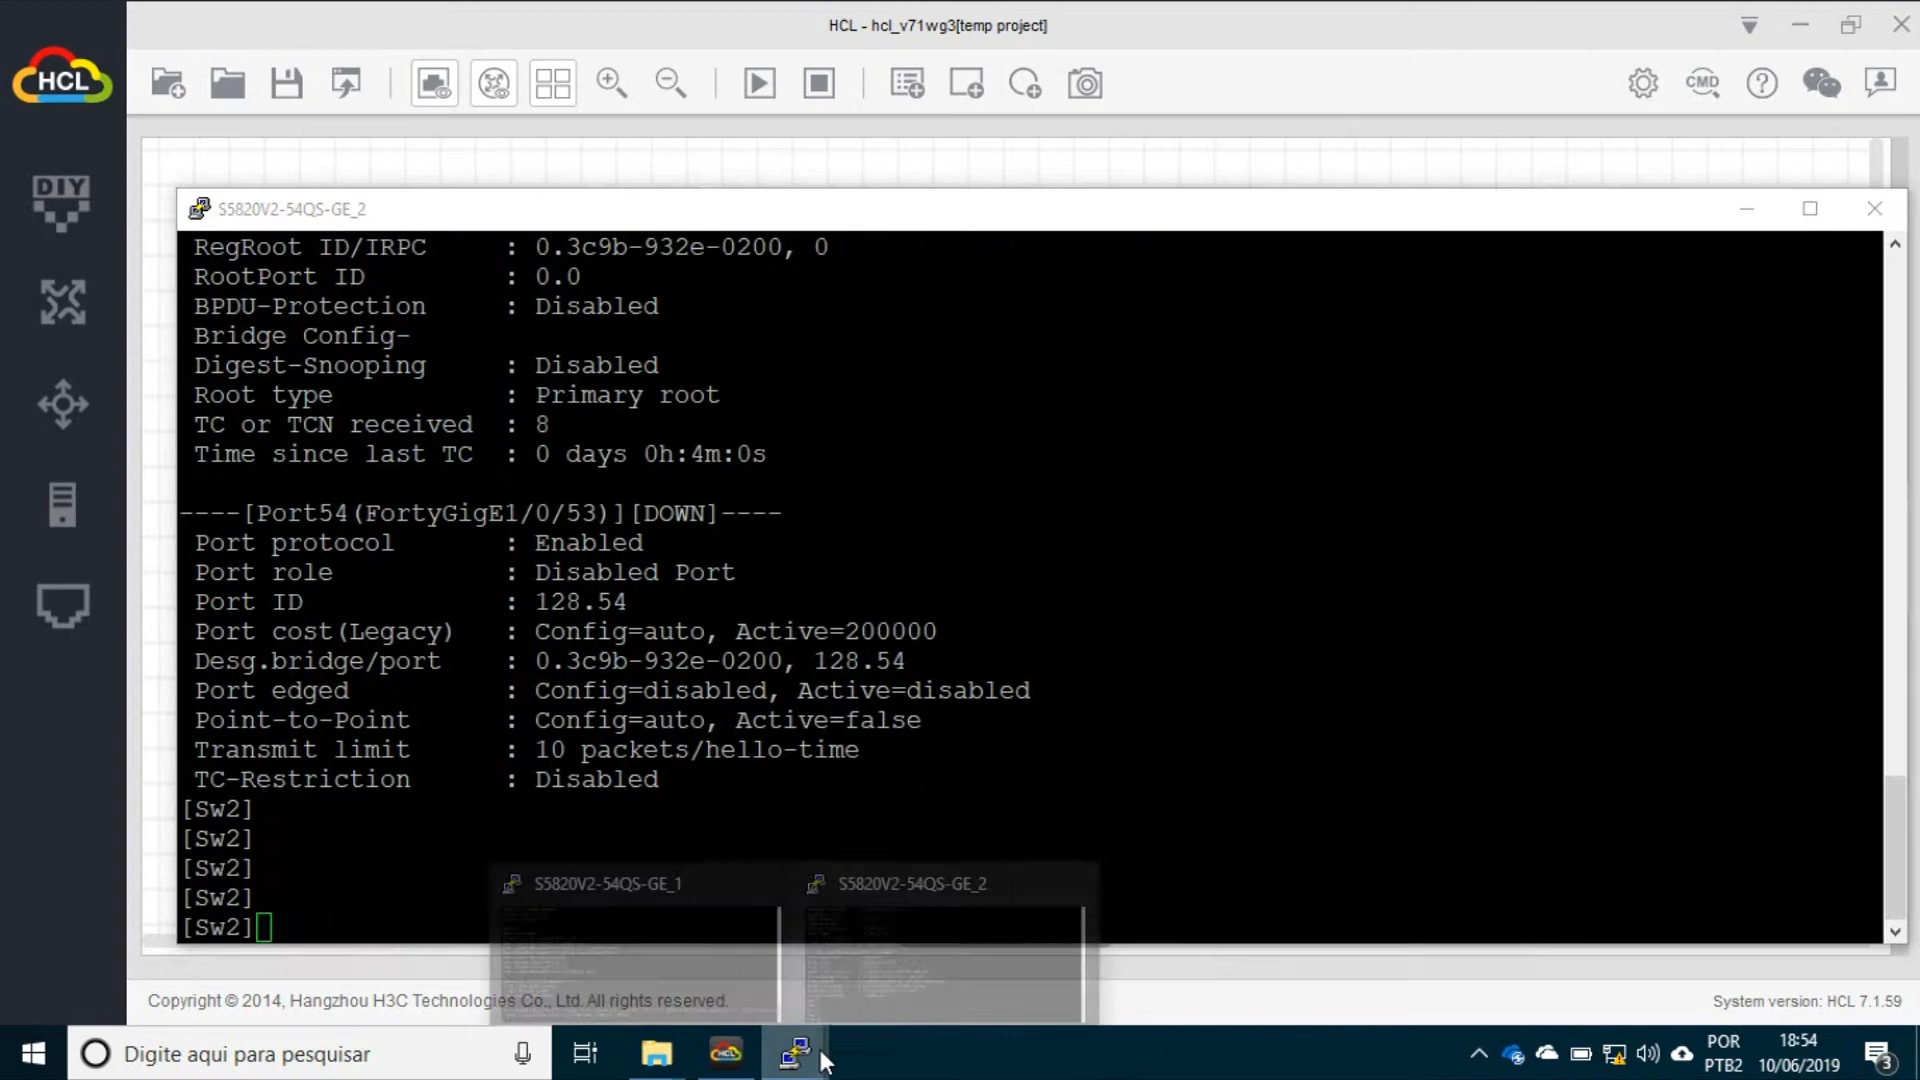 HCL - hcl_v71wg3[temp project]
HCL
CMD
DIY
S5820V2-54QS-GE_2
RegRoot ID/IRPC : 0.3c9b-932e-0200, 0
RootPort ID : 0.0
BPDU-Protection : Disabled
Bridge Config-
Digest-Snooping : Disabled
Root type : Primary root
TC or TCN received : 8
Time since last TC : 0 days 0h:4m:0s
----[Port54(FortyGigE1/0/53)][DOWN]----
Port protocol : Enabled
Port role : Disabled Port
Port ID : 128.54
Port cost(Legacy) : Config=auto, Active=200000
Desg.bridge/port : 0.3c9b-932e-0200, 128.54
Port edged : Config=disabled, Active=disabled
Point-to-Point : Config=auto, Active=false
Transmit limit : 10 packets/hello-time
TC-Restriction : Disabled
[Sw2]
[Sw2]
[Sw2]
[Sw2]
[Sw2]
S5820V2-54QS-GE_1
S5820V2-54QS-GE_2
Copyright © 2014, Hangzhou H3C Technologies Co., Ltd. All rights reserved.
System version: HCL 7.1.59
Digite aqui para pesquisar
POR
PTB2
18:54
10/06/2019
3